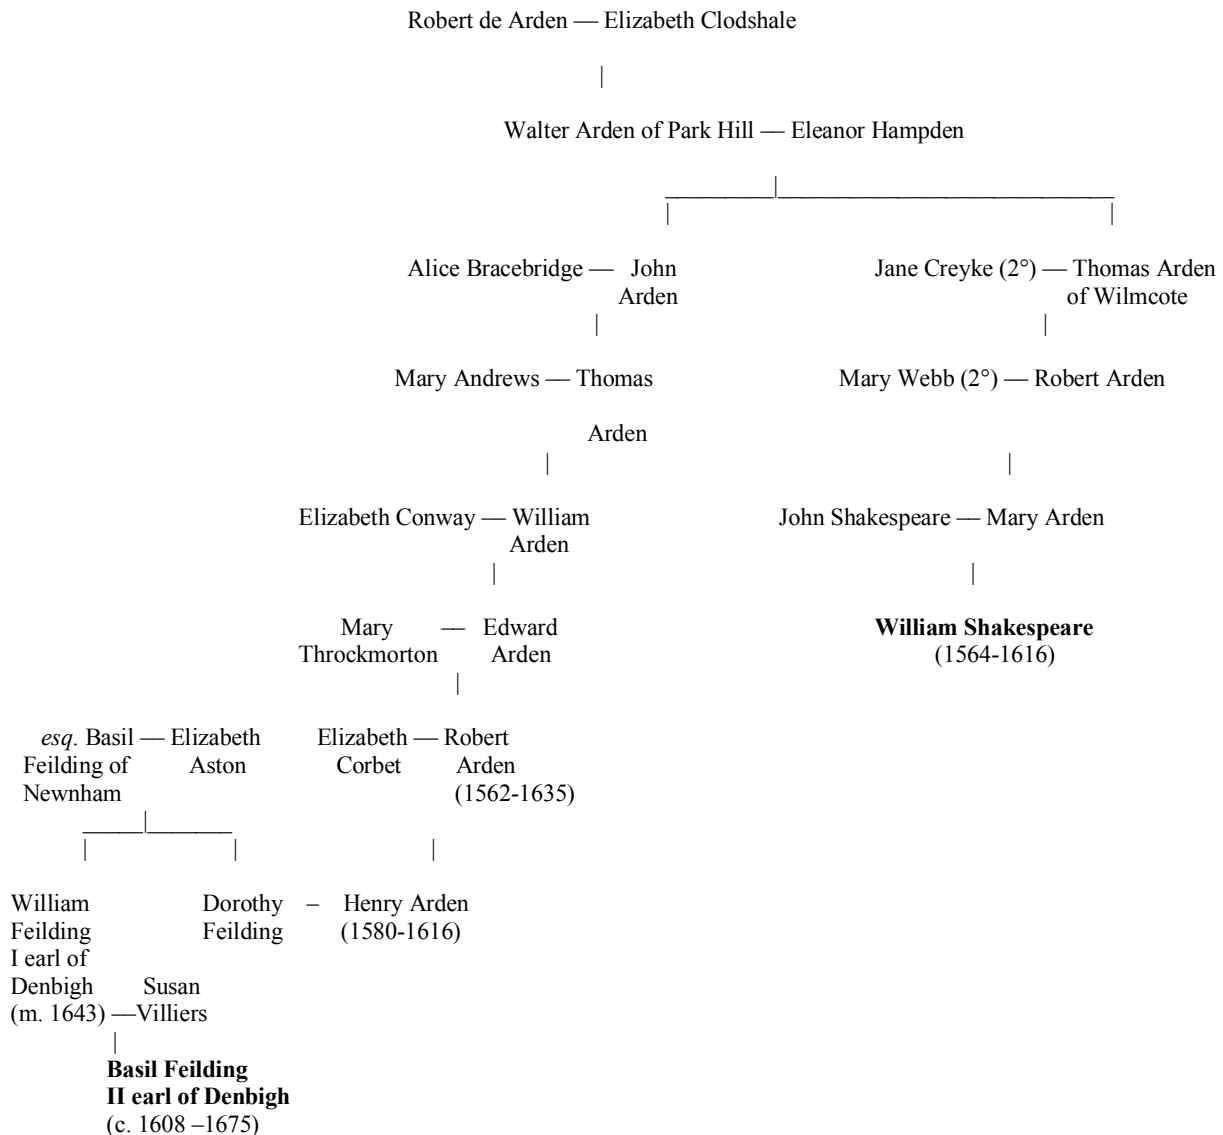 Robert de Arden — Elizabeth Clodshale
Walter Arden of Park Hill — Eleanor Hampden
Alice Bracebridge — John Jane Creyke (2°) — Thomas Arden
Arden of Wilmcote
Mary Andrews — Thomas Mary Webb (2°) — Robert Arden
Arden
Elizabeth Conway — William John Shakespeare — Mary Arden
Arden
Mary — Edward William Shakespeare
Throckmorton Arden (1564-1616)
esq. Basil — Elizabeth Elizabeth — Robert
Feilding of Aston Corbet Arden
Newnham (1562-1635)
William Dorothy – Henry Arden
Feilding Feilding (1580-1616)
I earl of
Denbigh Susan
(m. 1643) —Villiers
Basil Feilding
II earl of Denbigh
(c. 1608 –1675)